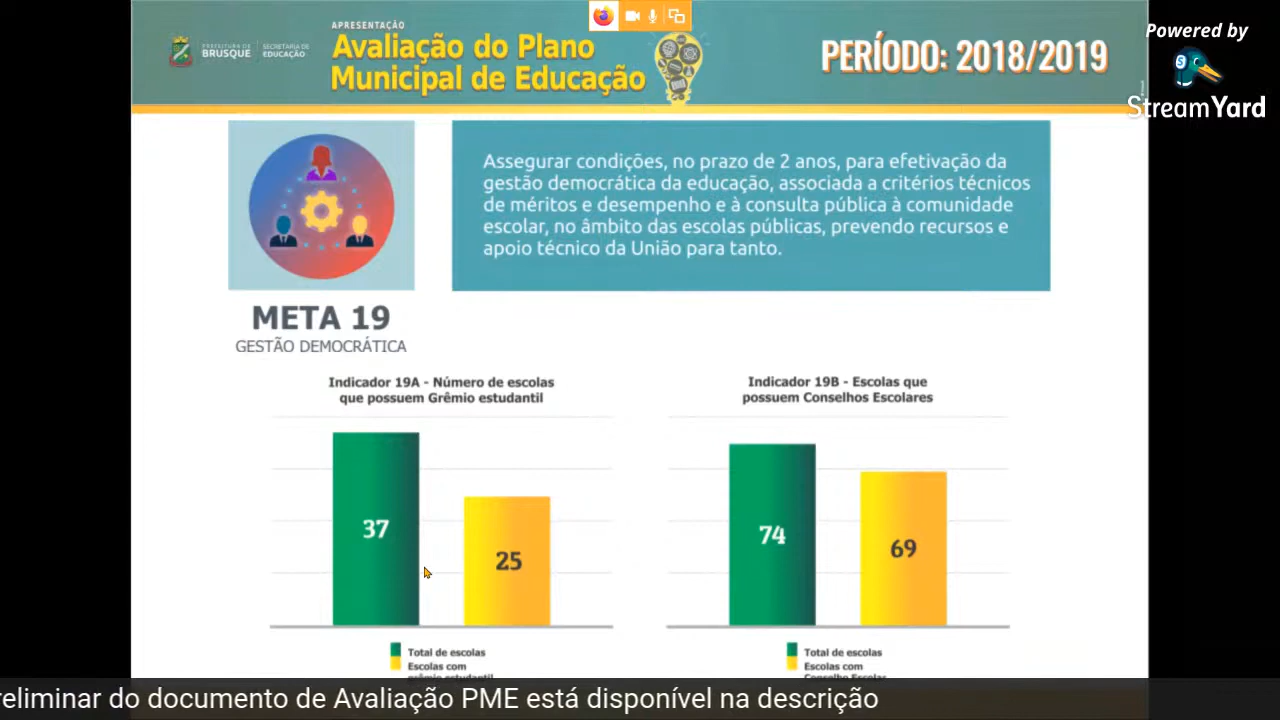 PREFEITURA DE
BRUSQUE
SECRETARIA DE
EDUCAÇÃO
APRESENTAÇÃO
Avaliação do Plano
Municipal de Educação
PERÍODO: 2018/2019
Powered by
StreamYard
Assegurar condições, no prazo de 2 anos, para efetivação da
gestão democrática da educação, associada a critérios técnicos
de méritos e desempenho e à consulta pública à comunidade
escolar, no âmbito das escolas públicas, prevendo recursos e
apoio técnico da União para tanto.
META 19
GESTÃO DEMOCRÁTICA
Indicador 19A - Número de escolas
que possuem Grêmio estudantil
37
25
Total de escolas
Escolas com
grêmio estudantil
Indicador 19B - Escolas que
possuem Conselhos Escolares
74
69
Total de escolas
Escolas com
Conselho Escolar
reliminar do documento de Avaliação PME está disponível na descrição